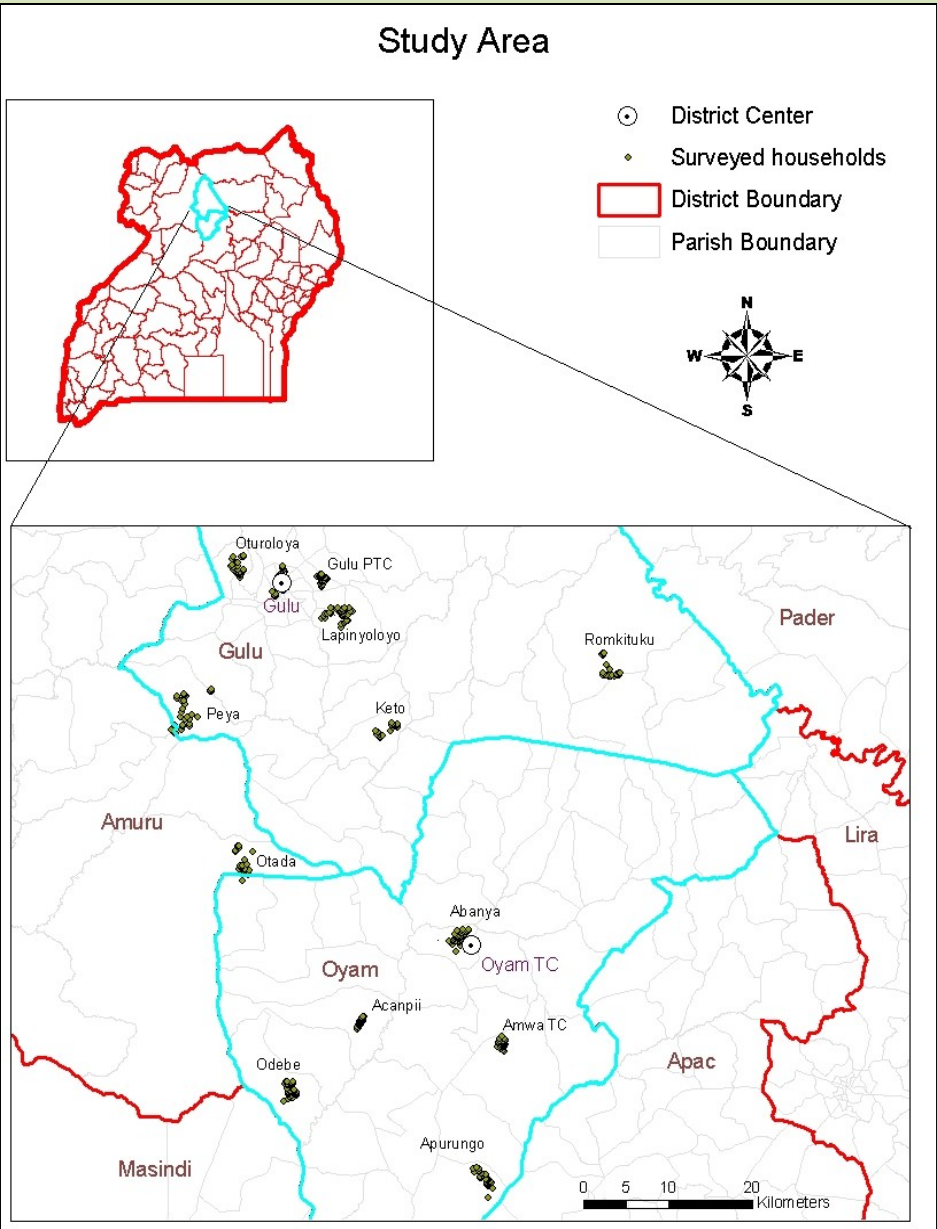 Study Area
District Center
Surveyed households
District Boundary
Parish Boundary
N
W
E
S
Oturoloya
Gulu PTC
Gulu
Lapinyoloyo
Gulu
Pader
Romkituku
Peya
Keto
Amuru
Lira
Otada
Abanya
Oyam
Oyam TC
Acanpii
Amwa TC
Odebe
Apac
Apurungo
Masindi
0 5 10 20
Kilometers